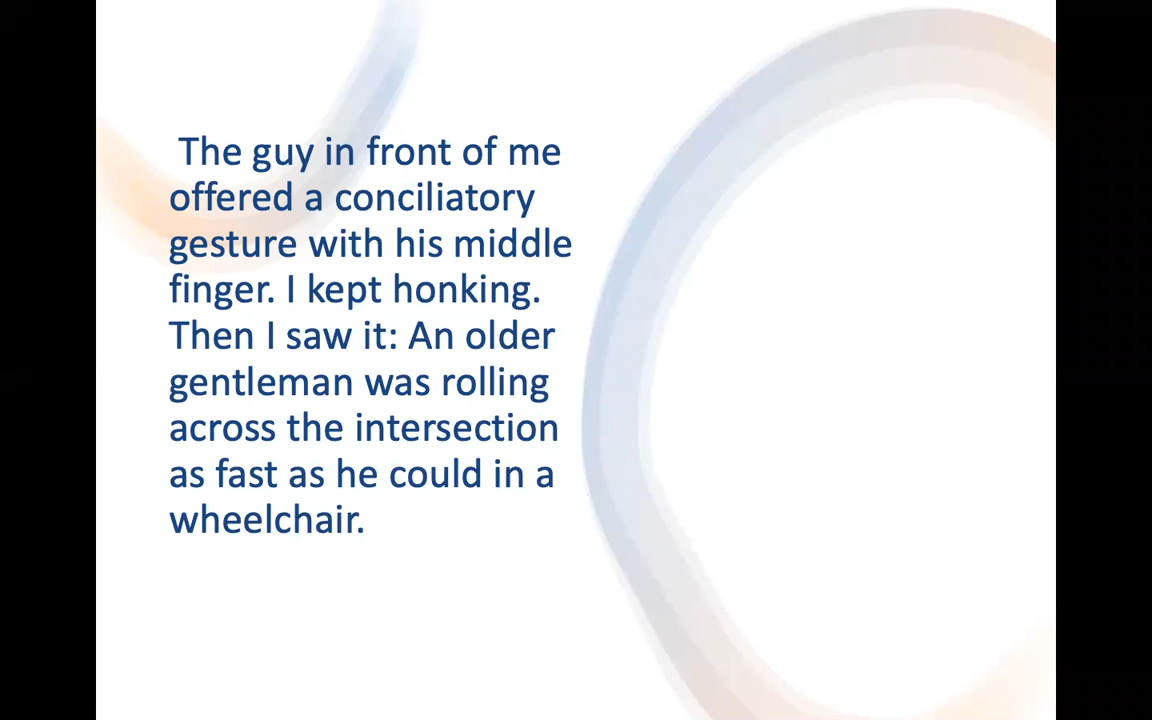 The guy in front of me
offered a conciliatory
gesture with his middle
finger. I kept honking.
Then I saw it: An older
gentleman was rolling
across the intersection
as fast as he could in a
wheelchair.